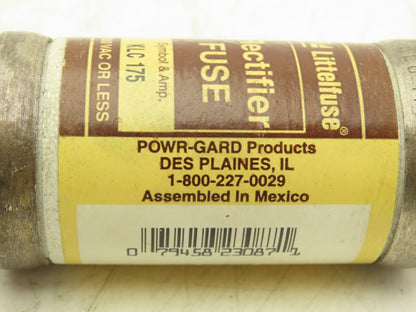 Littelfuse®
Rectifier
FUSE
Symbol & Amp.
KLC 175
VAC OR LESS
POWR-GARD Products
DES PLAINES, IL
1-800-227-0029
Assembled In Mexico
0 79458 23087 1